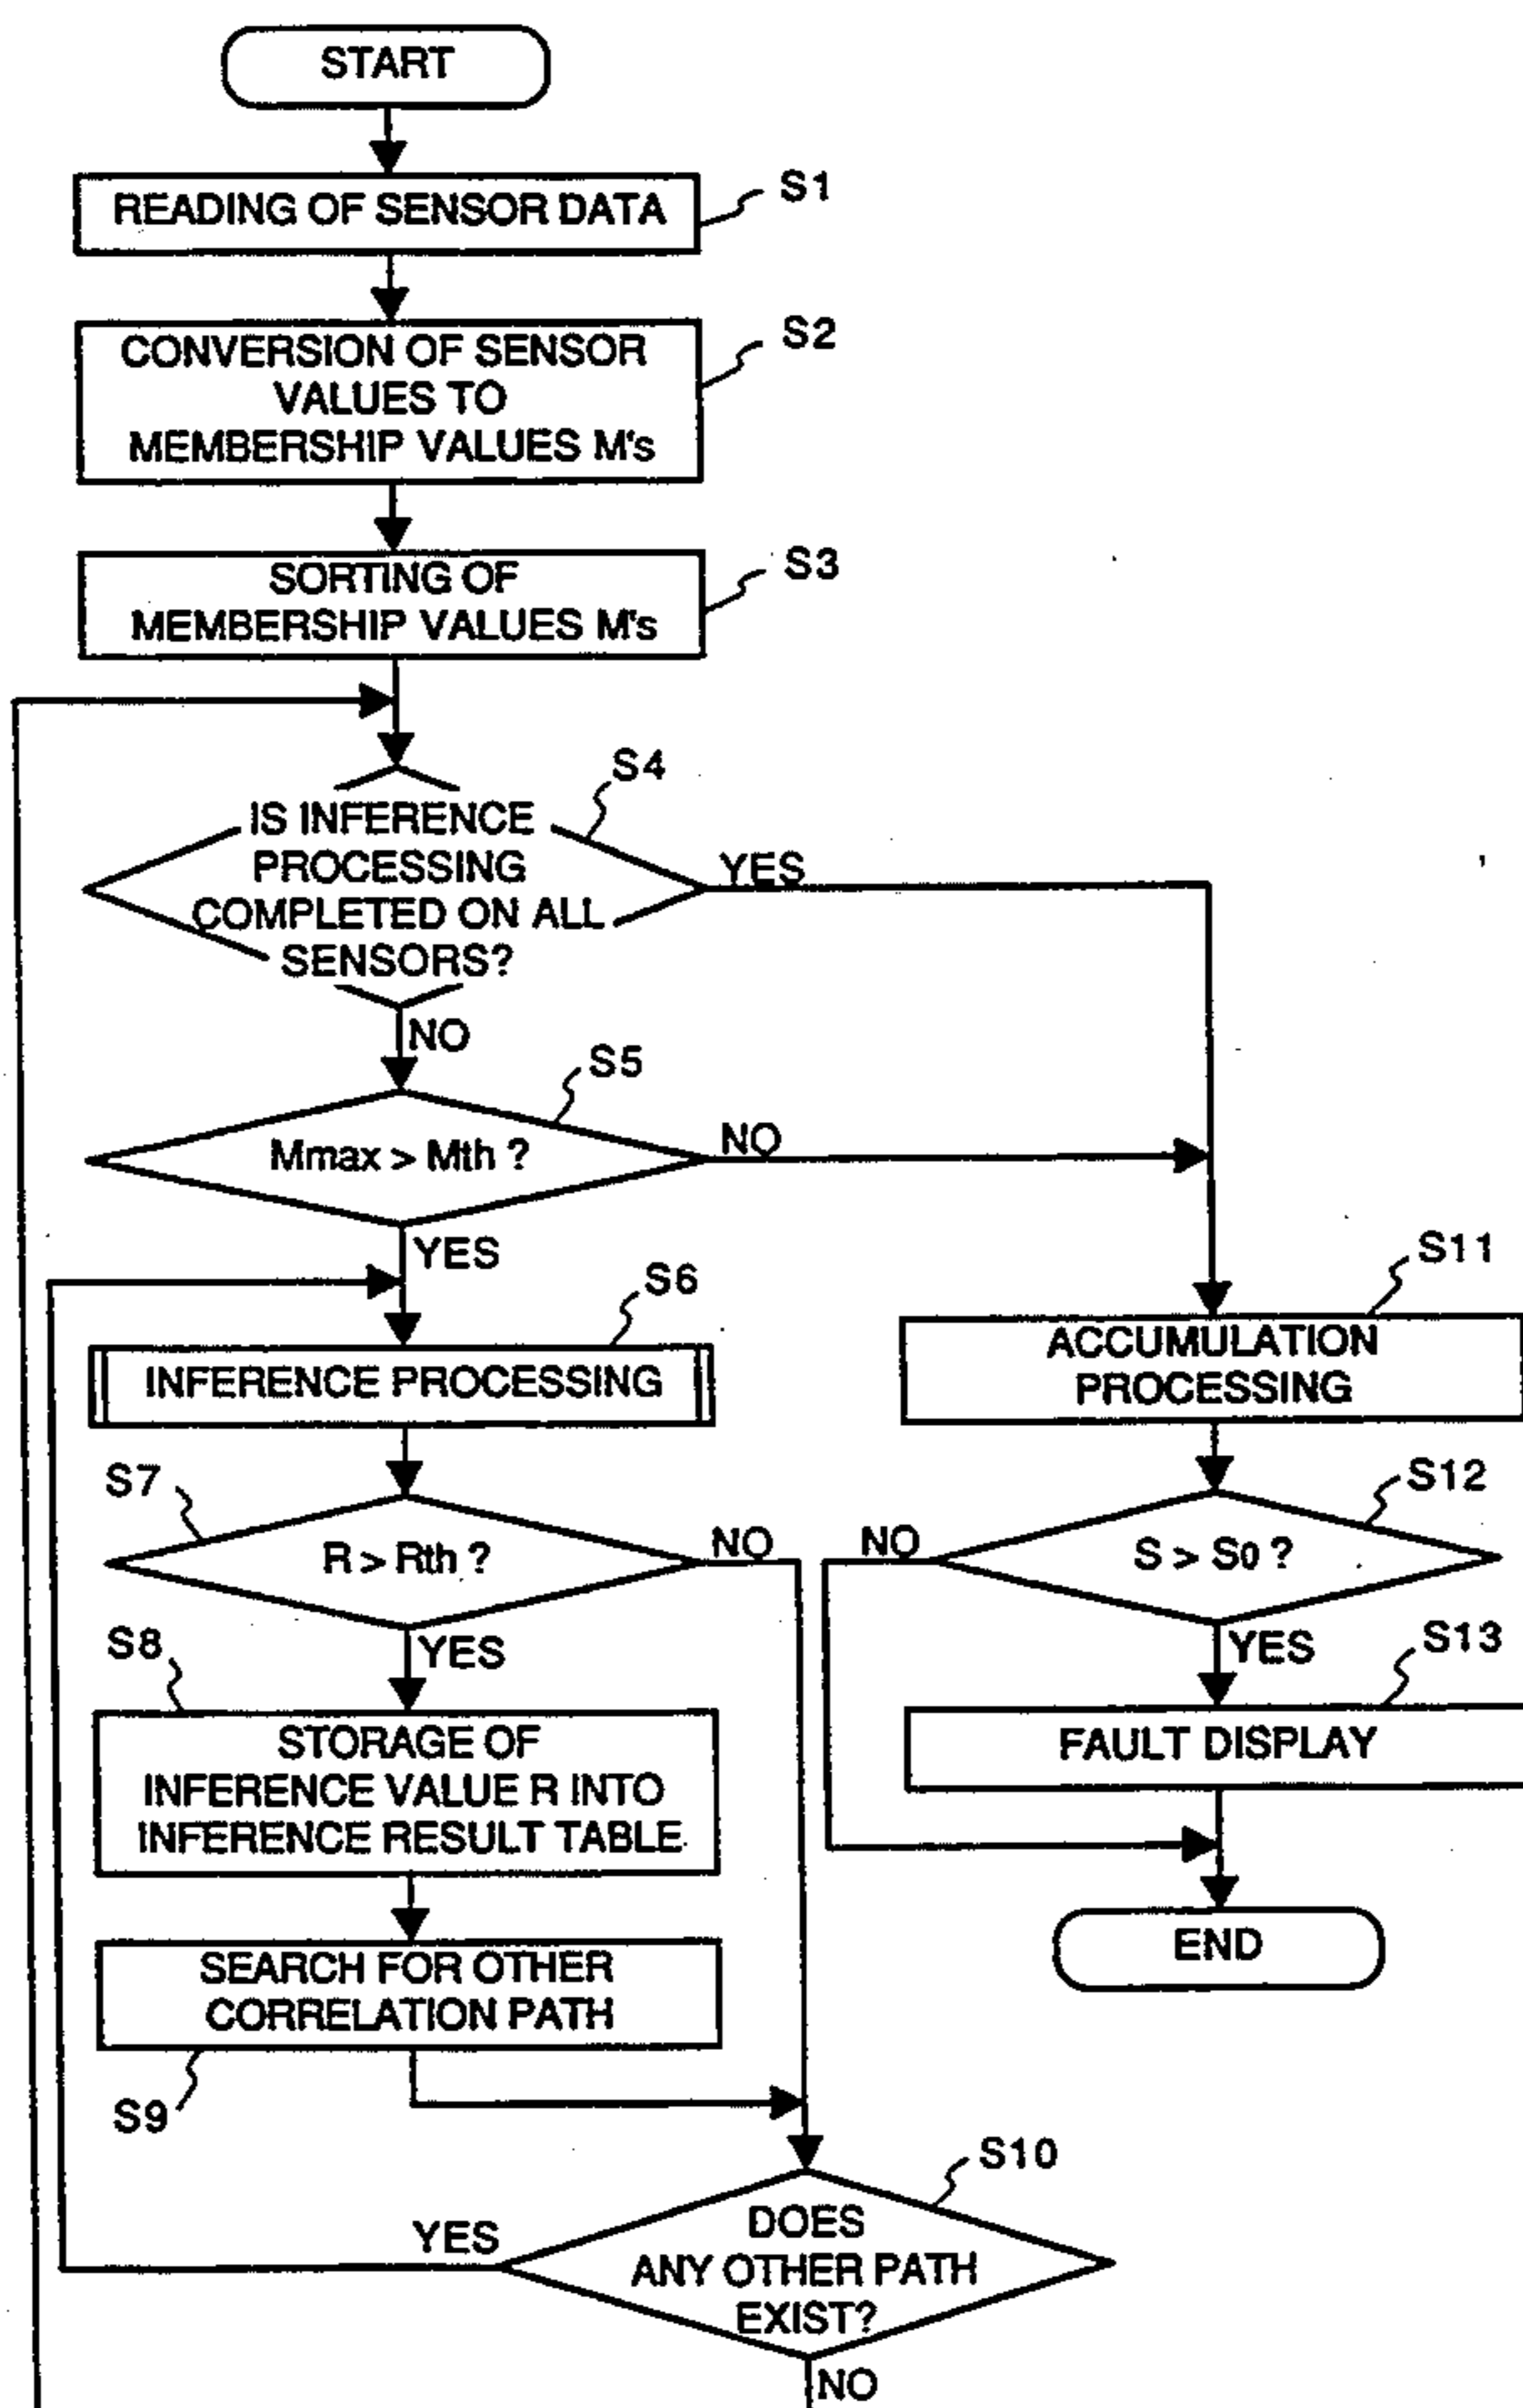 START
READING OF SENSOR DATA
S1
CONVERSION OF SENSOR
VALUES TO
MEMBERSHIP VALUES M's
S2
SORTING OF
MEMBERSHIP VALUES M's
S3
IS INFERENCE
PROCESSING
COMPLETED ON ALL
SENSORS?
S4
YES
NO
Mmax > Mth ?
S5
NO
YES
INFERENCE PROCESSING
S6
R > Rth ?
S7
NO
YES
STORAGE OF
INFERENCE VALUE R INTO
INFERENCE RESULT TABLE
S8
SEARCH FOR OTHER
CORRELATION PATH
S9
DOES
ANY OTHER PATH
EXIST?
S10
YES
NO
ACCUMULATION
PROCESSING
S11
S > S0 ?
S12
NO
YES
FAULT DISPLAY
S13
END